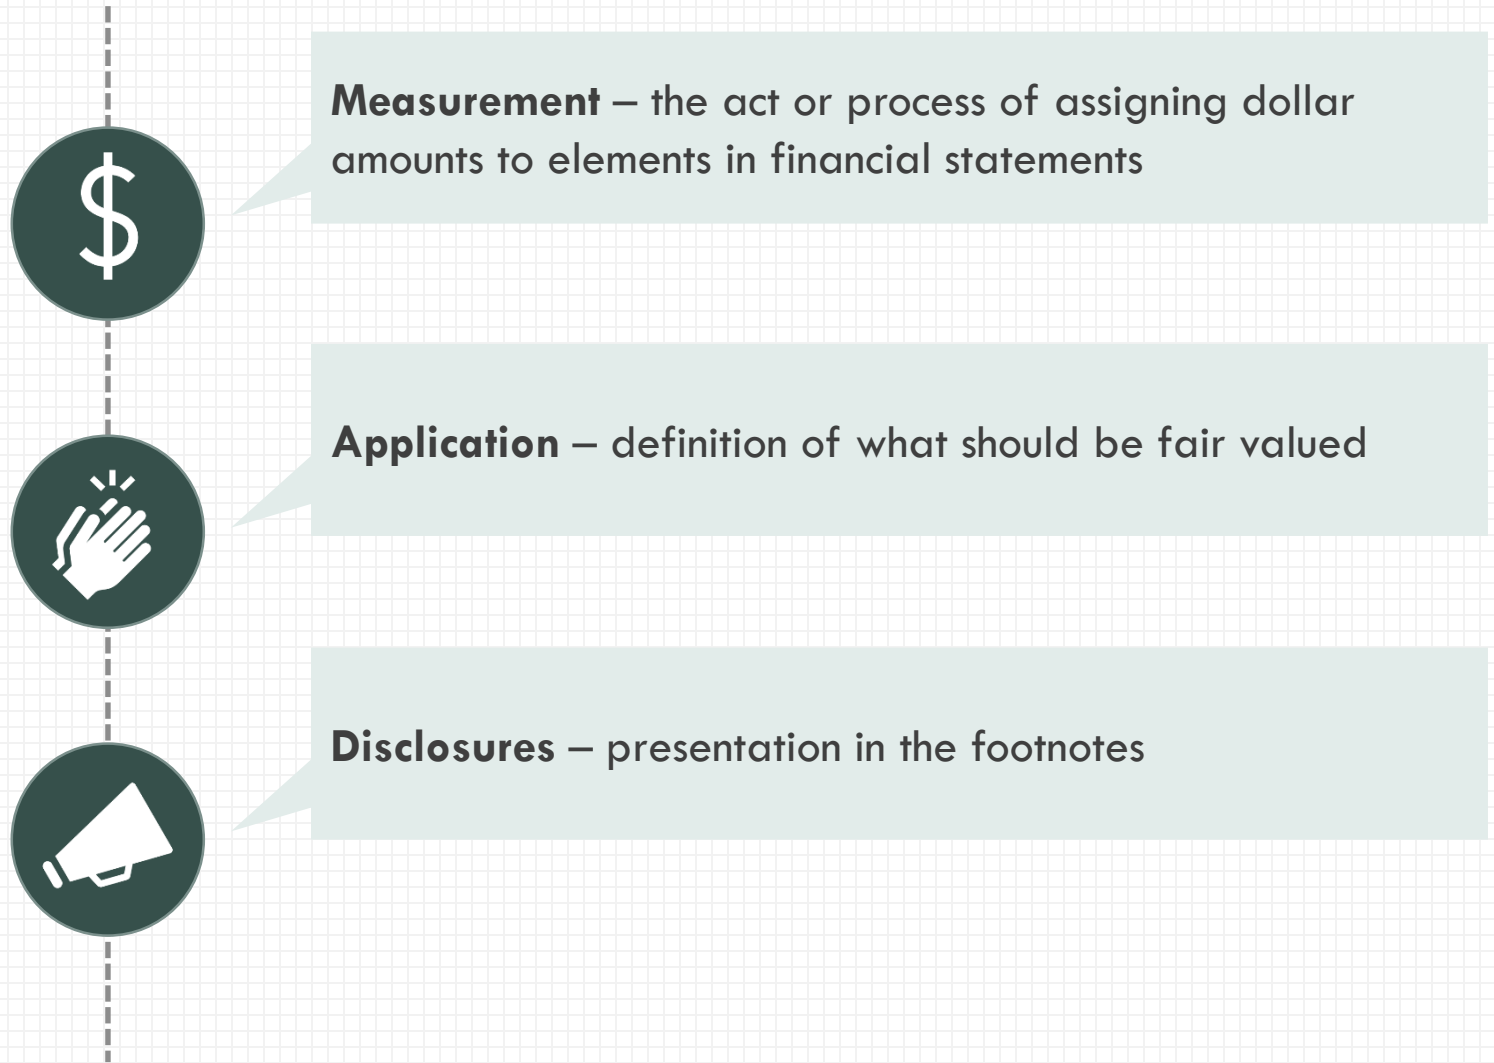 $
Measurement – the act or process of assigning dollar
amounts to elements in financial statements
Application – definition of what should be fair valued
Disclosures – presentation in the footnotes